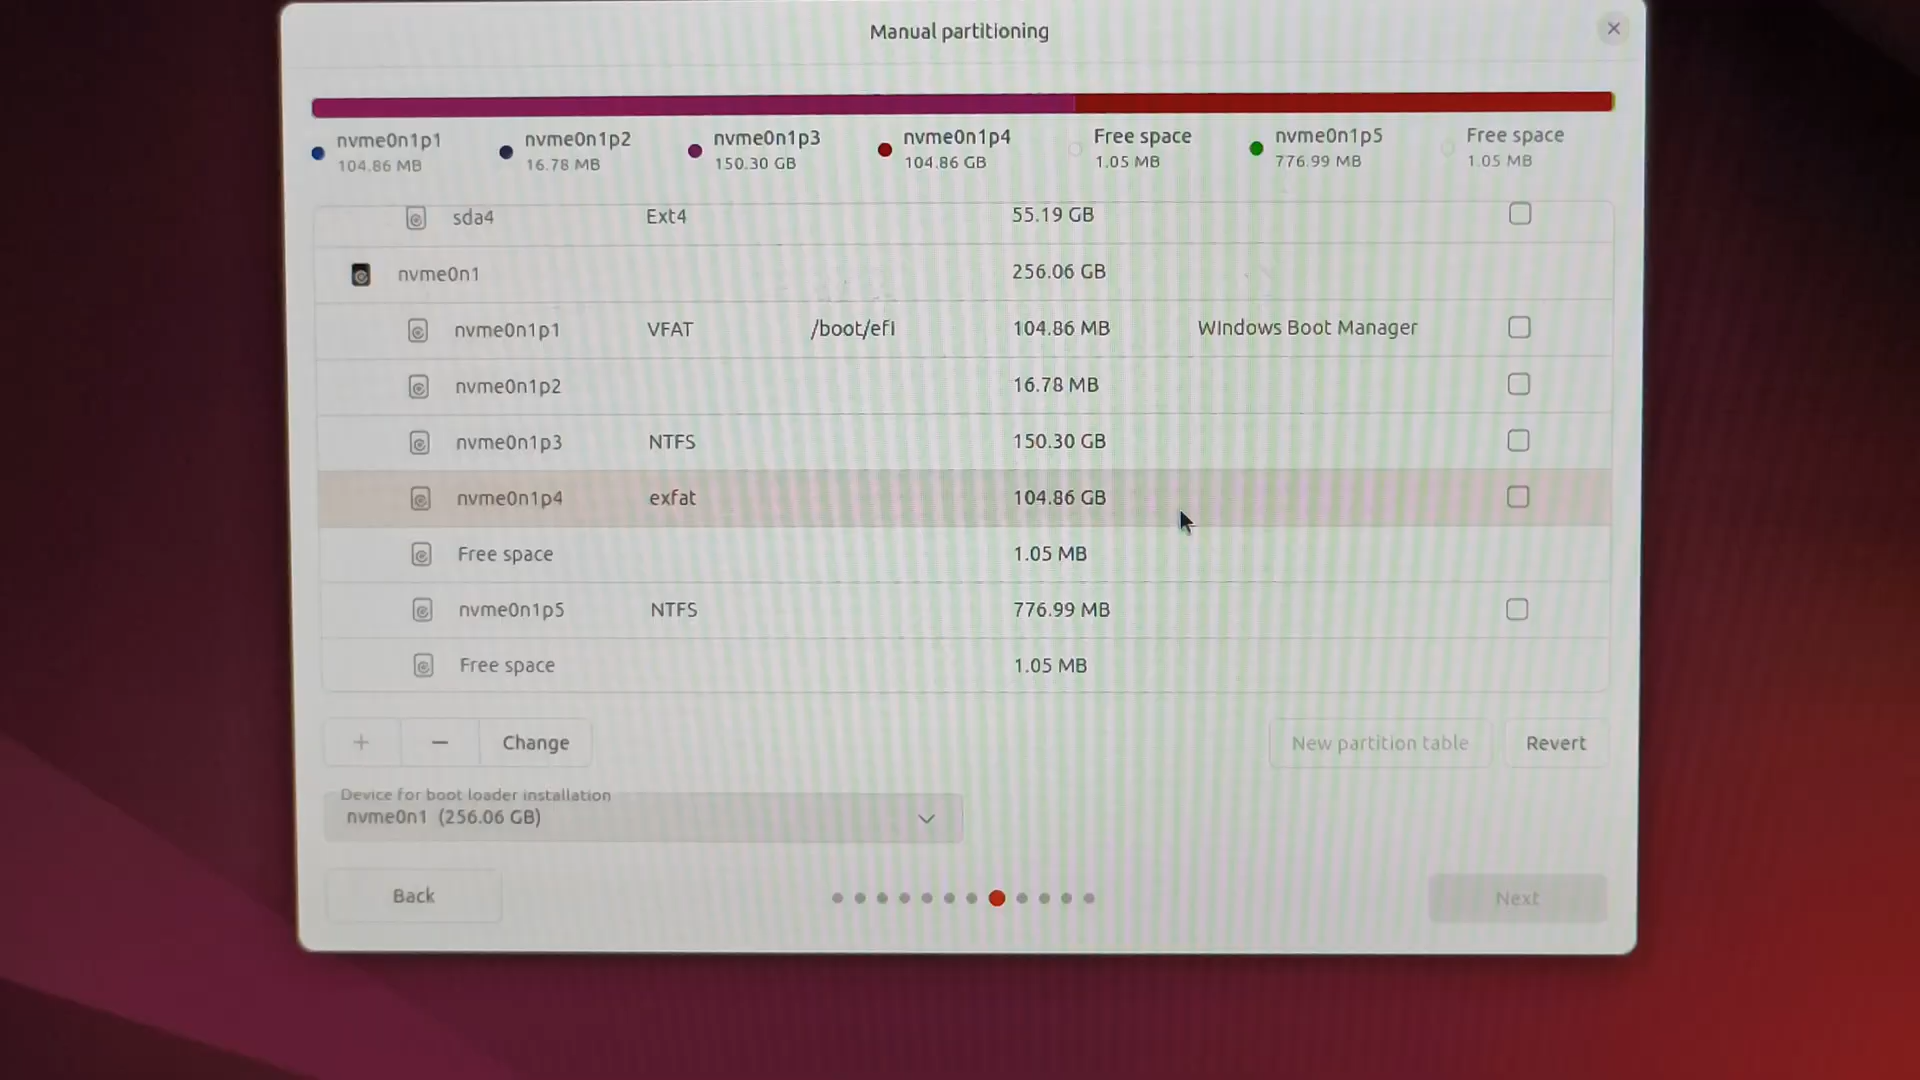 Manual partitioning
nvme0n1p1 nvme0n1p2 nvme0n1p3 nvme0n1p4 Free space nvme0n1p5 Free space
104.86 MB 16.78 MB 150.30 GB 104.86 GB 1.05 MB 776.99 MB 1.05 MB
sda4 Ext4 55.19 GB
nvme0n1 256.06 GB
nvme0n1p1 VFAT /boot/efi 104.86 MB Windows Boot Manager
nvme0n1p2 16.78 MB
nvme0n1p3 NTFS 150.30 GB
nvme0n1p4 exfat 104.86 GB
Free space 1.05 MB
nvme0n1p5 NTFS 776.99 MB
Free space 1.05 MB
+ − Change New partition table Revert
Device for boot loader installation
nvme0n1 (256.06 GB)
Back Next